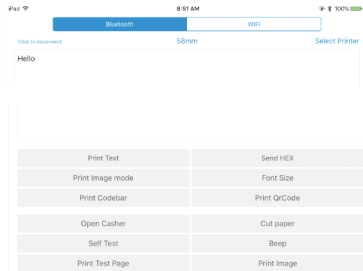 iPad 8:51 AM 100%
Bluetooth WIFI
Click to disconnect 58mm Select Printer
Hello
Print Text Send HEX
Print Image mode Font Size
Print Codebar Print QrCode
Open Casher Cut paper
Self Test Beep
Print Test Page Print Image